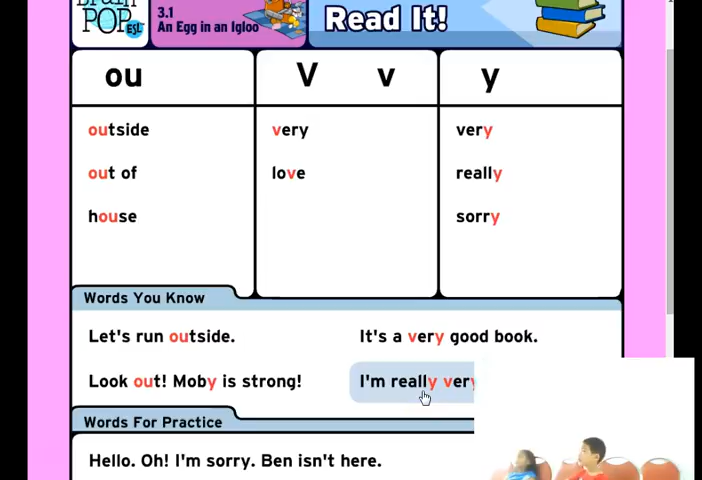 POP ESL
3.1
An Egg in an Igloo
Read It!
ou
V v
y
outside
out of
house
very
love
very
really
sorry
Words You Know
Let's run outside.
It's a very good book.
Look out! Moby is strong!
I'm really very
Words For Practice
Hello. Oh! I'm sorry. Ben isn't here.